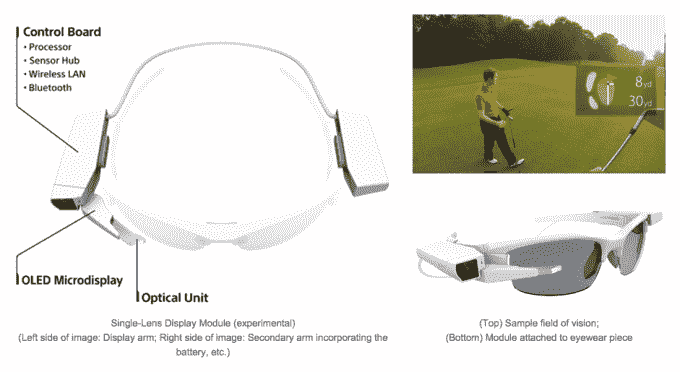 Control Board
• Processor
• Sensor Hub
• Wireless LAN
• Bluetooth
OLED Microdisplay
Optical Unit
Single-Lens Display Module (experimental)
(Left side of image: Display arm; Right side of image: Secondary arm incorporating the
battery, etc.)
8yd
30yd
(Top) Sample field of vision;
(Bottom) Module attached to eyewear piece